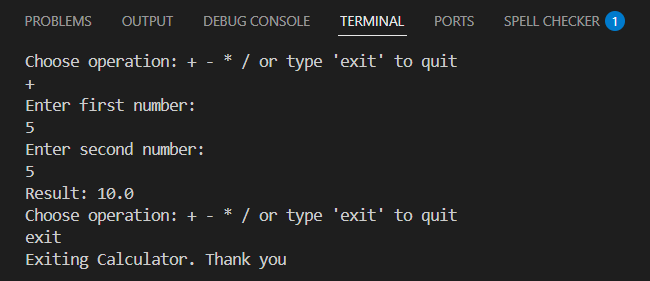 PROBLEMS OUTPUT DEBUG CONSOLE TERMINAL PORTS SPELL CHECKER 1
Choose operation: + - * / or type 'exit' to quit
+
Enter first number:
5
Enter second number:
5
Result: 10.0
Choose operation: + - * / or type 'exit' to quit
exit
Exiting Calculator. Thank you